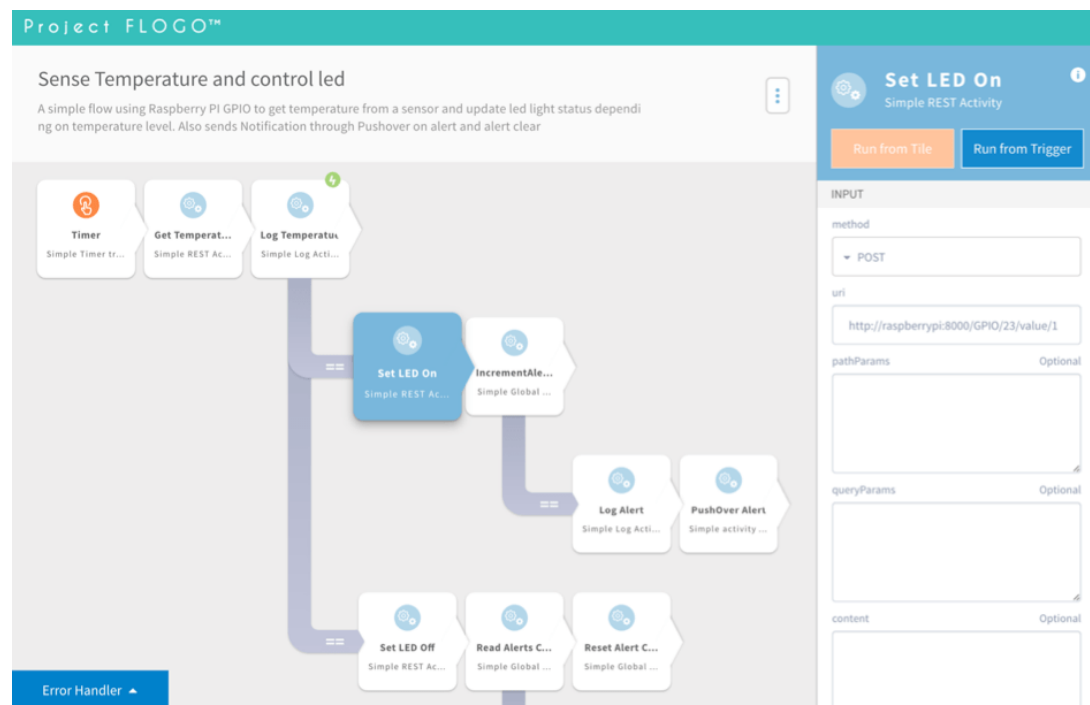 Project FLOGO™
Sense Temperature and control led
A simple flow using Raspberry PI GPIO to get temperature from a sensor and update led light status dependi
ng on temperature level. Also sends Notification through Pushover on alert and alert clear
Set LED On
Simple REST Activity
Run from Tile
Run from Trigger
INPUT
method
POST
uri
http://raspberrypi:8000/GPIO/23/value/1
pathParams Optional
queryParams Optional
content Optional
Timer
Simple Timer tr...
Get Temperat...
Simple REST Ac...
Log Temperatu
Simple Log Acti...
==
Set LED On
Simple REST Ac...
IncrementAle...
Simple Global ...
==
Log Alert
Simple Log Acti...
PushOver Alert
Simple activity ...
==
Set LED Off
Simple REST Ac...
Read Alerts C...
Simple Global ...
Reset Alert C...
Simple Global ...
Error Handler